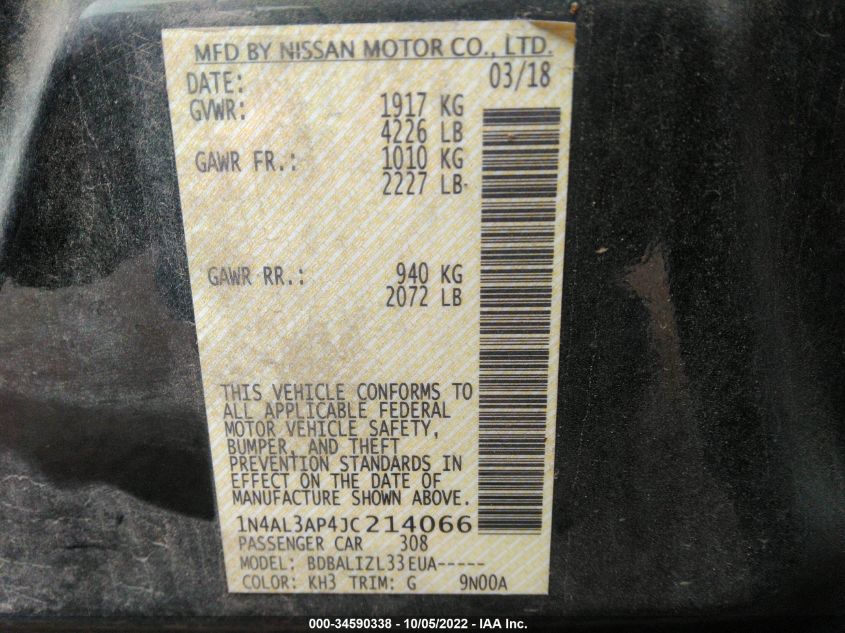 MFD BY NISSAN MOTOR CO., LTD.
DATE: 03/18
GVWR: 1917 KG
4226 LB
GAWR FR.: 1010 KG
2227 LB
GAWR RR.: 940 KG
2072 LB
THIS VEHICLE CONFORMS TO
ALL APPLICABLE FEDERAL
MOTOR VEHICLE SAFETY,
BUMPER, AND THEFT
PREVENTION STANDARDS IN
EFFECT ON THE DATE OF
MANUFACTURE SHOWN ABOVE.
1N4AL3AP4JC214066
PASSENGER CAR 308
MODEL: BDBALIZL33EUA-----
COLOR: KH3 TRIM: G 9N00A
000-34590338 - 10/05/2022 - IAA Inc.